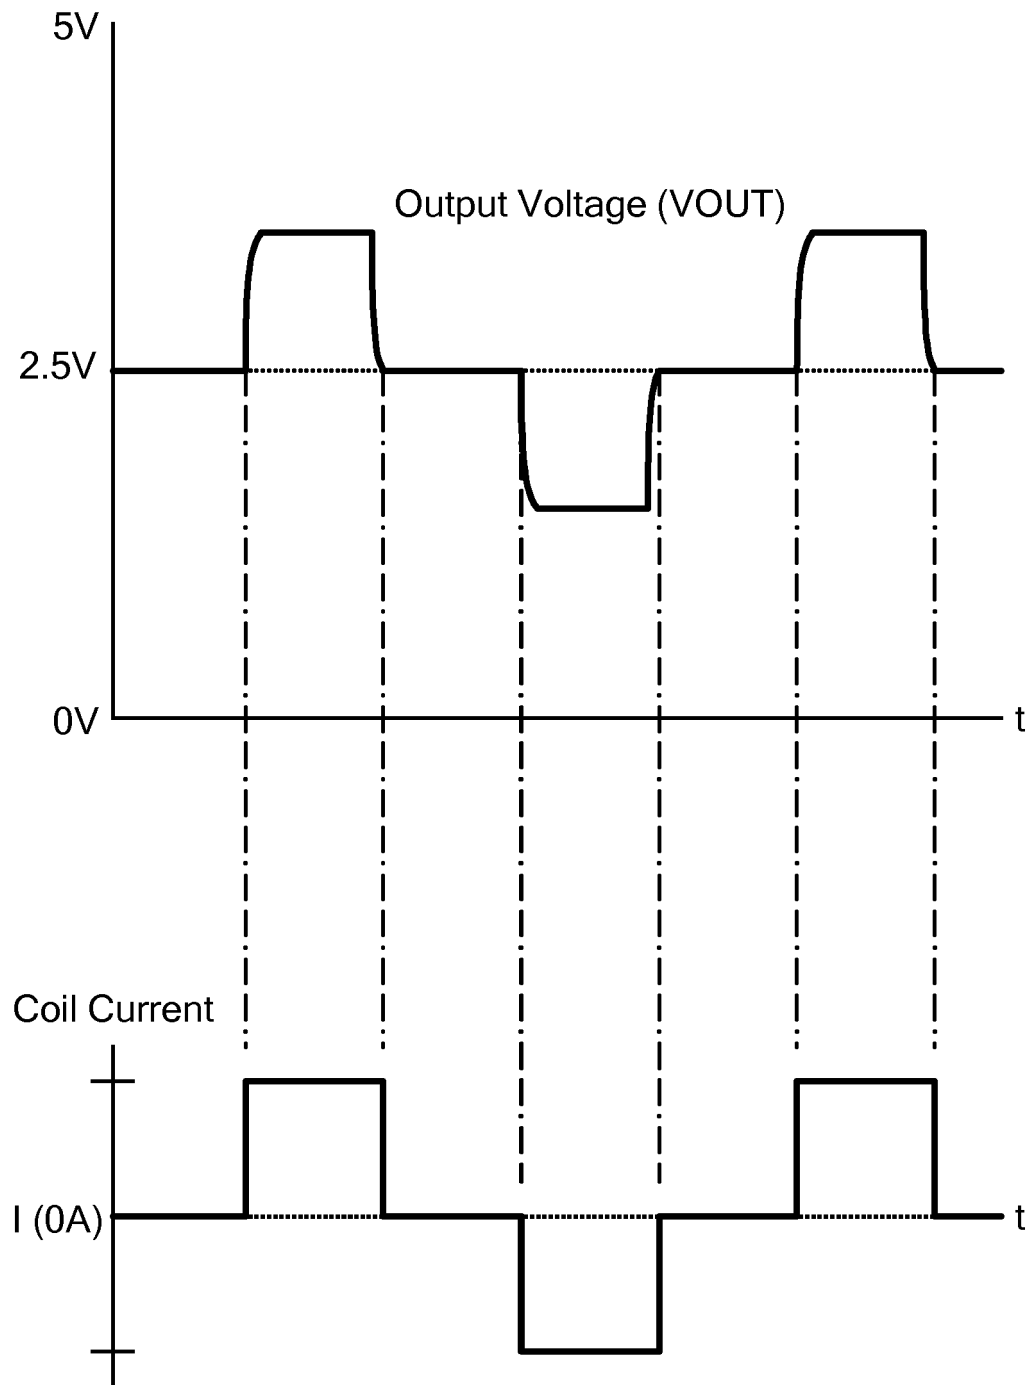 5V
Output Voltage (VOUT)
2.5V
0V
t
Coil Current
I (0A)
t